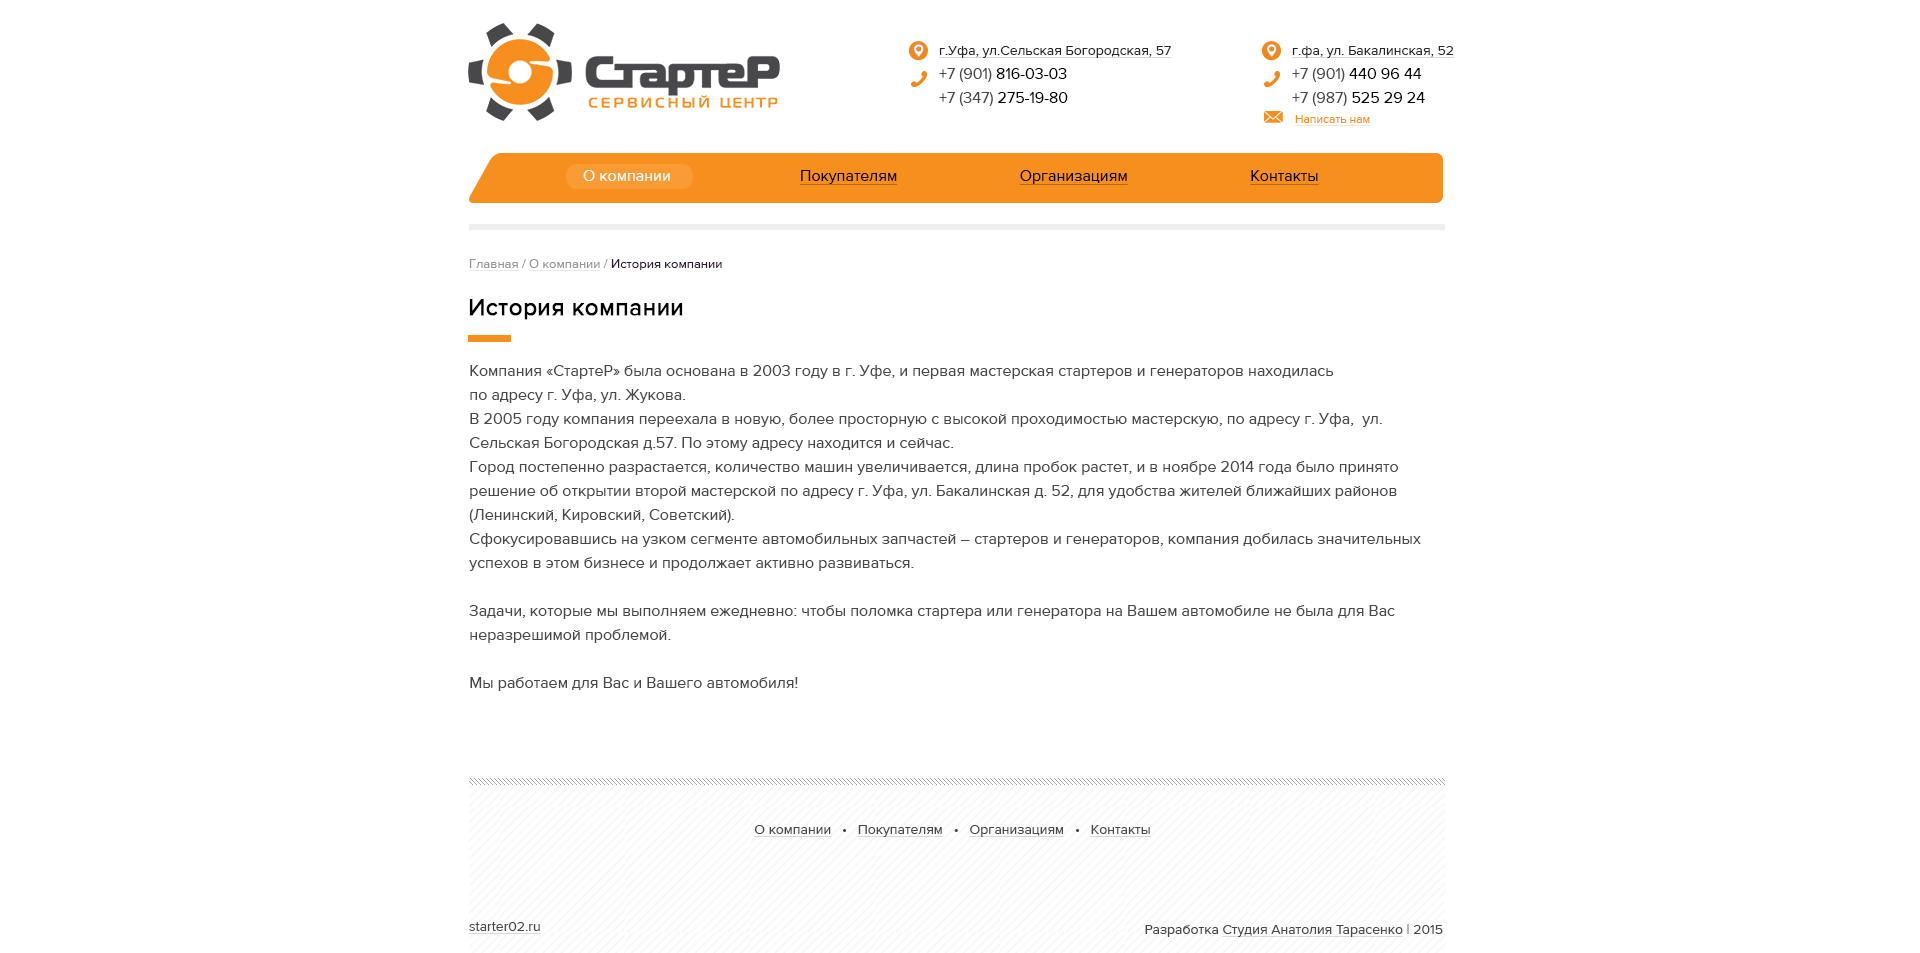 СтартеР
СЕРВИСНЫЙ ЦЕНТР
г.Уфа, ул.Сельская Богородская, 57
+7 (901) 816-03-03
+7 (347) 275-19-80
г.фа, ул. Бакалинская, 52
+7 (901) 440 96 44
+7 (987) 525 29 24
Написать нам
О компании
Покупателям
Организациям
Контакты
Главная / О компании / История компании
История компании
Компания «СтартеР» была основана в 2003 году в г. Уфе, и первая мастерская стартеров и генераторов находилась
по адресу г. Уфа, ул. Жукова.
В 2005 году компания переехала в новую, более просторную с высокой проходимостью мастерскую, по адресу г. Уфа,  ул.
Сельская Богородская д.57. По этому адресу находится и сейчас.
Город постепенно разрастается, количество машин увеличивается, длина пробок растет, и в ноябре 2014 года было принято
решение об открытии второй мастерской по адресу г. Уфа, ул. Бакалинская д. 52, для удобства жителей ближайших районов
(Ленинский, Кировский, Советский).
Сфокусировавшись на узком сегменте автомобильных запчастей – стартеров и генераторов, компания добилась значительных
успехов в этом бизнесе и продолжает активно развиваться.
Задачи, которые мы выполняем ежедневно: чтобы поломка стартера или генератора на Вашем автомобиле не была для Вас
неразрешимой проблемой.
Мы работаем для Вас и Вашего автомобиля!
О компании • Покупателям • Организациям • Контакты
starter02.ru
Разработка Студия Анатолия Тарасенко | 2015